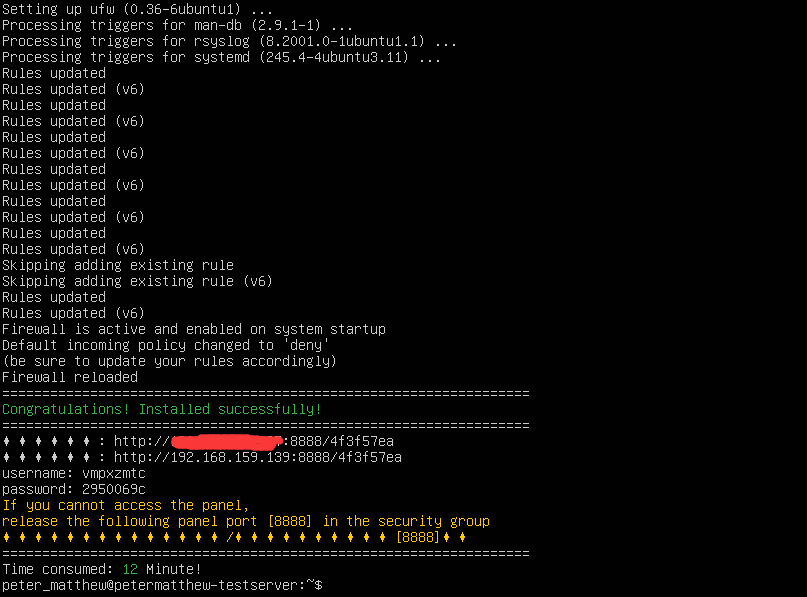 Setting up ufw (0.36-6ubuntu1) ...
Processing triggers for man-db (2.9.1-1) ...
Processing triggers for rsyslog (8.2001.0-1ubuntu1.1) ...
Processing triggers for systemd (245.4-4ubuntu3.11) ...
Rules updated
Rules updated (v6)
Rules updated
Rules updated (v6)
Rules updated
Rules updated (v6)
Rules updated
Rules updated (v6)
Rules updated
Rules updated (v6)
Rules updated
Rules updated (v6)
Skipping adding existing rule
Skipping adding existing rule (v6)
Rules updated
Rules updated (v6)
Firewall is active and enabled on system startup
Default incoming policy changed to 'deny'
(be sure to update your rules accordingly)
Firewall reloaded
==================================================================
Congratulations! Installed successfully!
==================================================================
♦ ♦ ♦ ♦ ♦ ♦ : http:// :8888/4f3f57ea
♦ ♦ ♦ ♦ ♦ ♦ : http://192.168.159.139:8888/4f3f57ea
username: vmpxzmtc
password: 2950069c
If you cannot access the panel,
release the following panel port [8888] in the security group
♦ ♦ ♦ ♦ ♦ ♦ ♦ ♦ ♦ ♦ ♦ ♦ ♦ /♦ ♦ ♦ ♦ ♦ ♦ ♦ ♦ ♦ ♦ [8888]♦ ♦
==================================================================
Time consumed: 12 Minute!
peter_matthew@petermatthew-testserver:~$